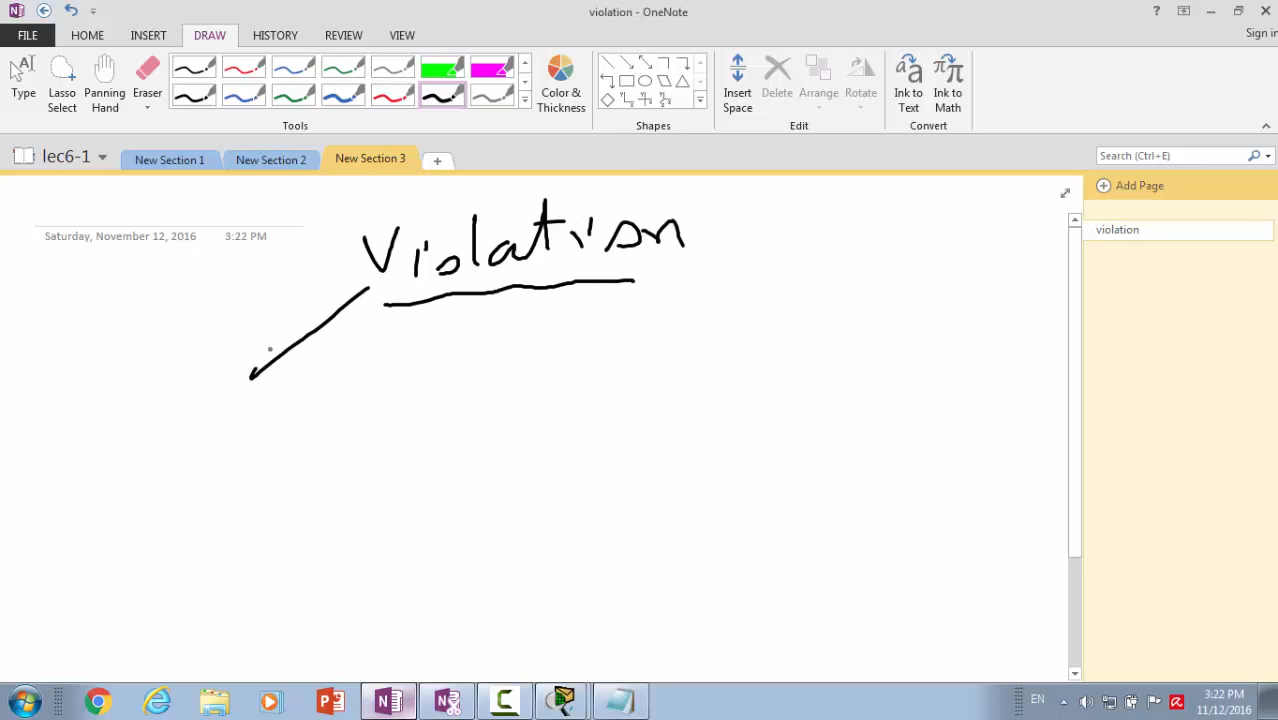 violation - OneNote
? 
Sign in
FILE HOME INSERT DRAW HISTORY REVIEW VIEW
Type
Lasso Select
Panning Hand
Eraser
Color & Thickness
Insert Space
Delete
Arrange
Rotate
Ink to Text
Ink to Math
Tools
Shapes
Edit
Convert
lec6-1
New Section 1
New Section 2
New Section 3
Search (Ctrl+E)
Add Page
violation
Saturday, November 12, 2016 3:22 PM
Violation
EN
3:22 PM
11/12/2016